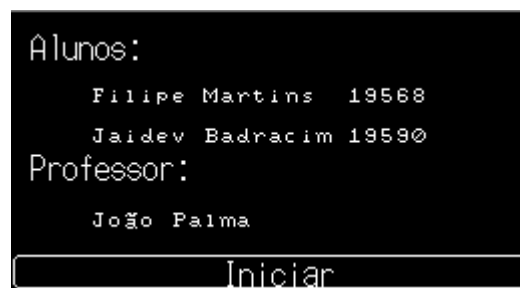 Alunos:
Filipe Martins 19568
Jaidev Badracim 19590
Professor:
João Palma
Iniciar